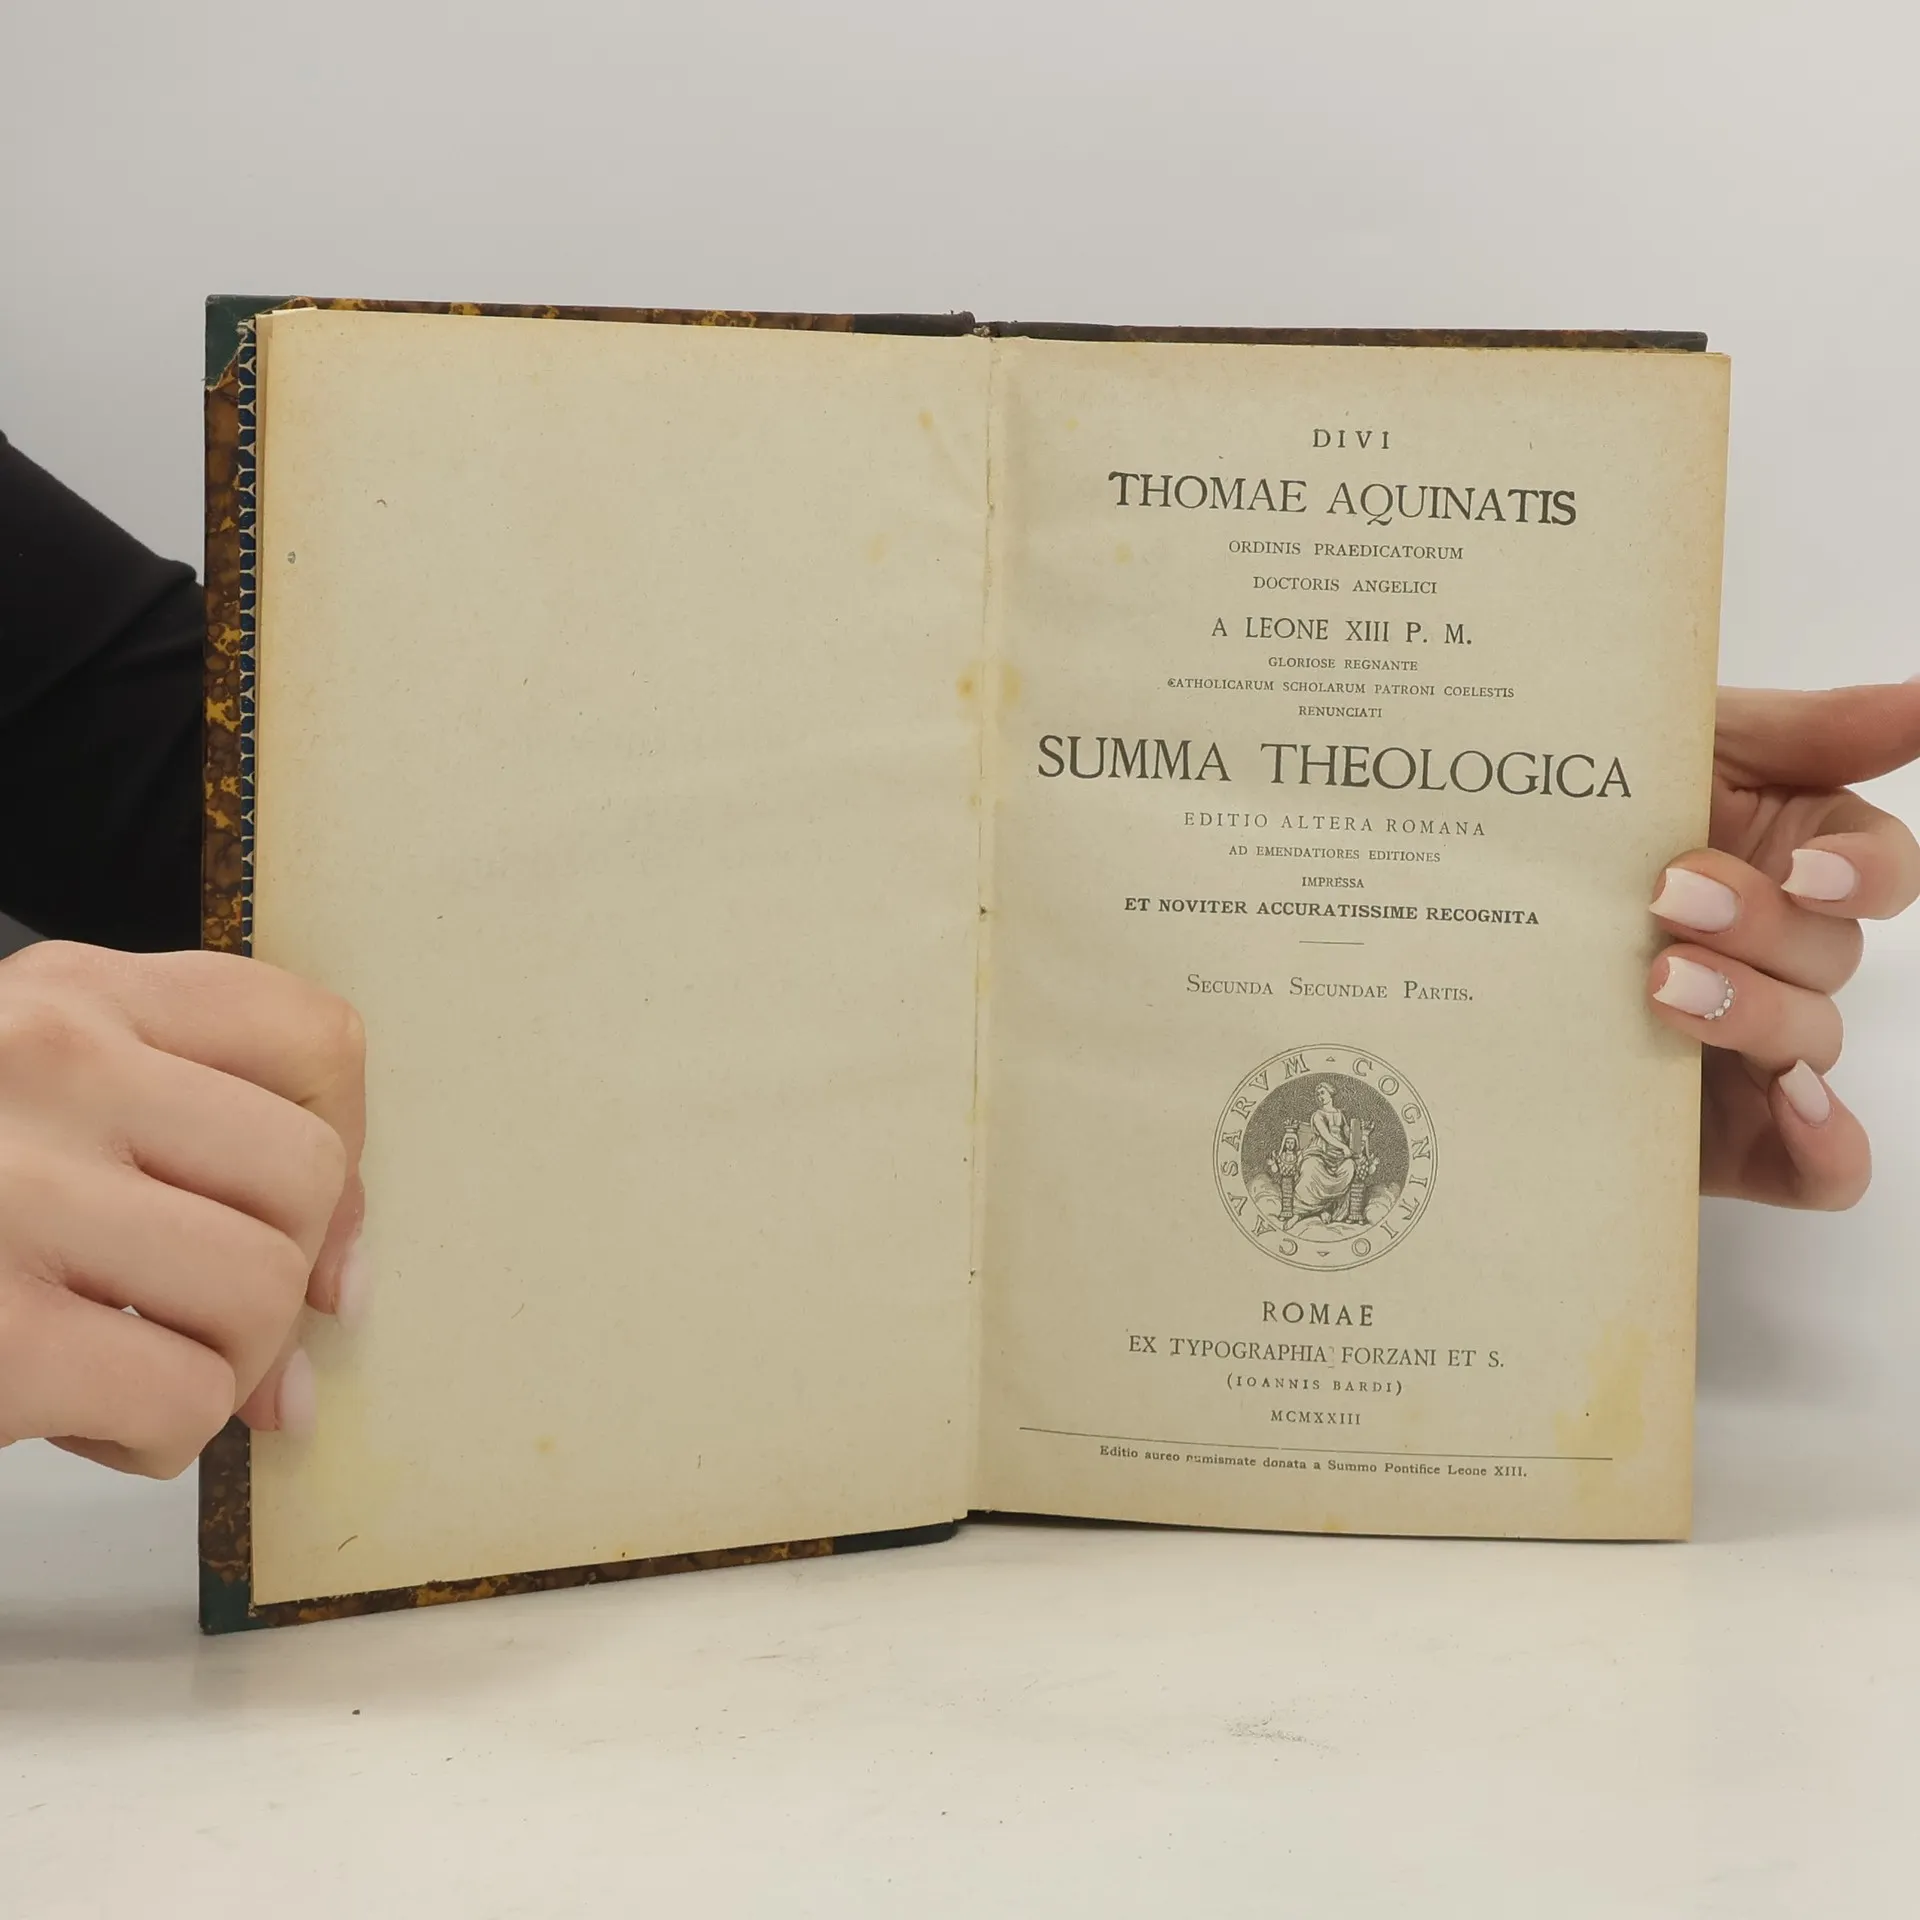 DIVI
THOMAE AQUINATIS
ORDINIS PRAEDICATORUM
DOCTORIS ANGELICI
A LEONE XIII P. M.
GLORIOSE REGNANTE
CATHOLICARUM SCHOLARUM PATRONI COELESTIS
RENUNCIATI
SUMMA THEOLOGICA
EDITIO ALTERA ROMANA
AD EMENDATIORES EDITIONES
IMPRESSA
ET NOVITER ACCURATISSIME RECOGNITA
SECUNDA SECUNDAE PARTIS.
CAVSARVM COGNITIO
ROMAE
EX TYPOGRAPHIA FORZANI ET S.
(IOANNIS BARDI)
MCMXXIII
Editio aureo numismate donata a Summo Pontifice Leone XIII.